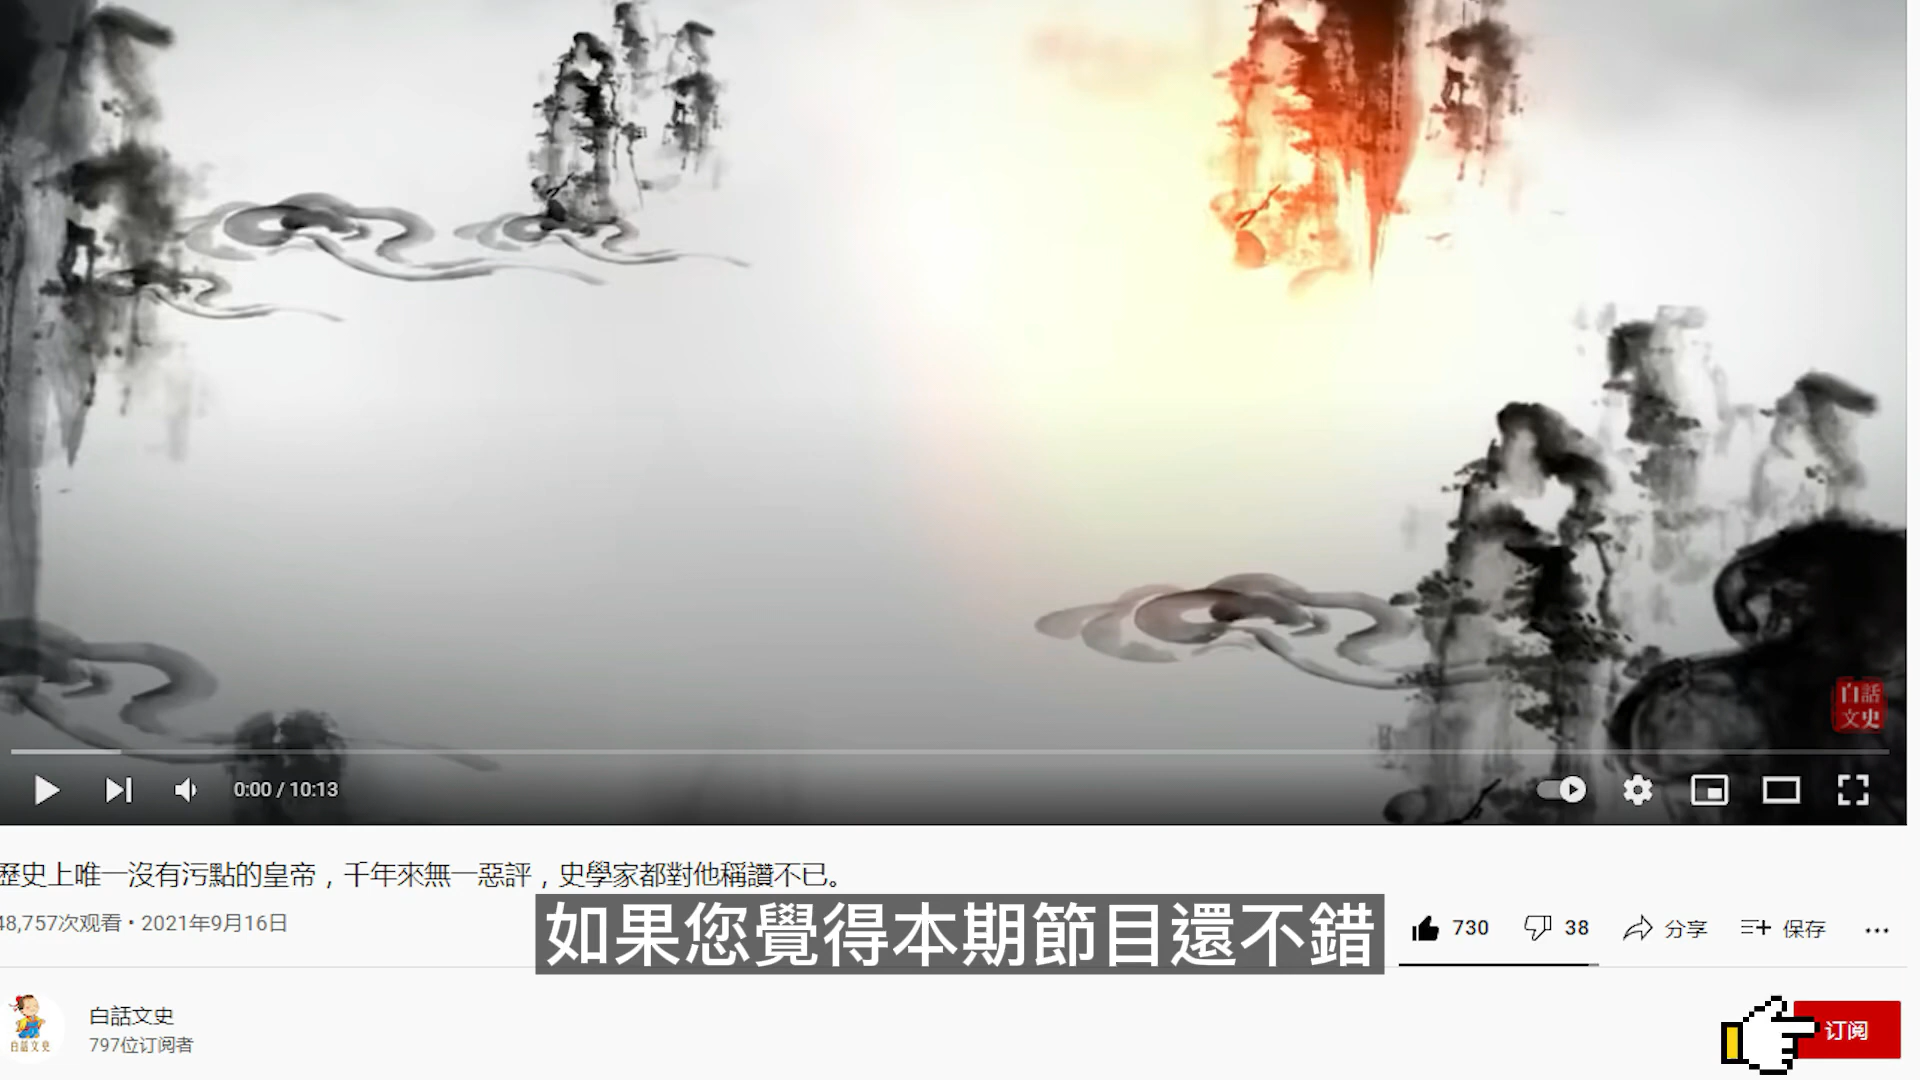 白話
文史
0:00 / 10:13
歷史上唯一沒有污點的皇帝，千年來無一惡評，史學家都對他稱讚不已。
48,757次观看 • 2021年9月16日
如果您覺得本期節目還不錯
730 38 分享 保存
白話文史
797位订阅者
白話文史
订阅